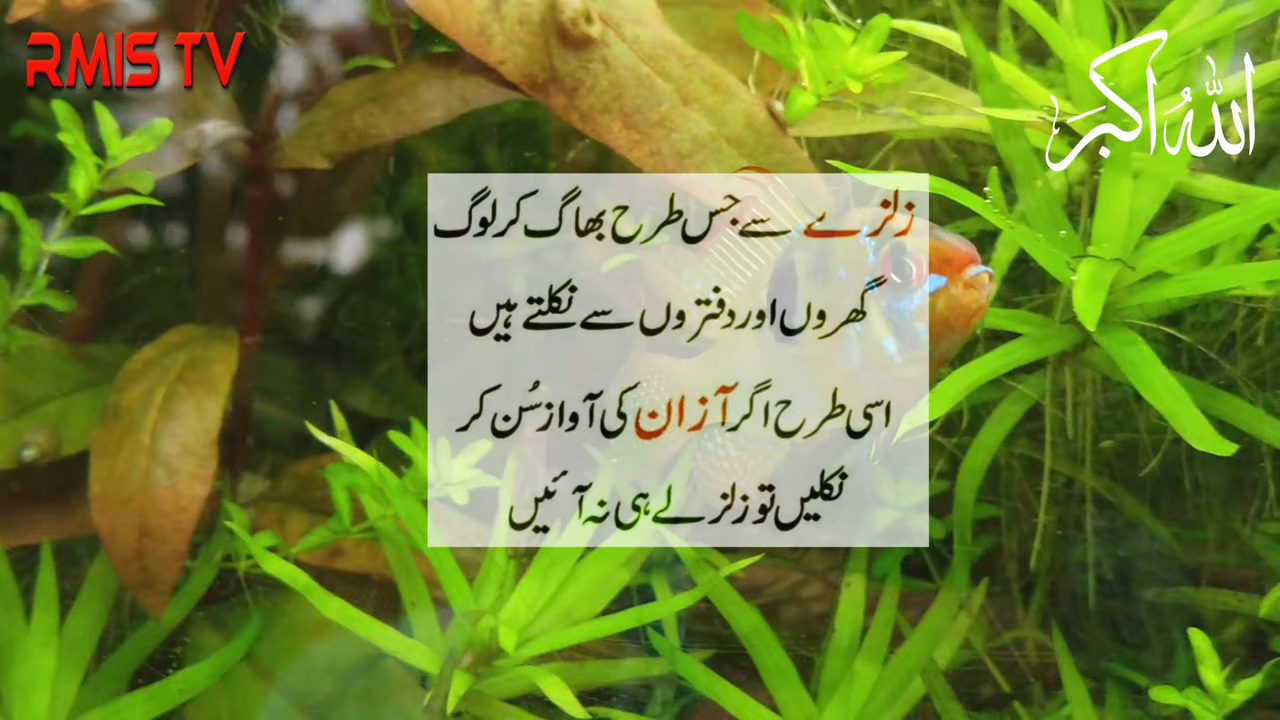 RMIS TV
اللہُ اکبر
زلزے سے جس طرح بھاگ کر لوگ
گھروں اور دفتروں سے نکلتے ہیں
اسی طرح اگر آزان کی آواز سُن کر
نکلیں تو زلزلے ہی نہ آئیں